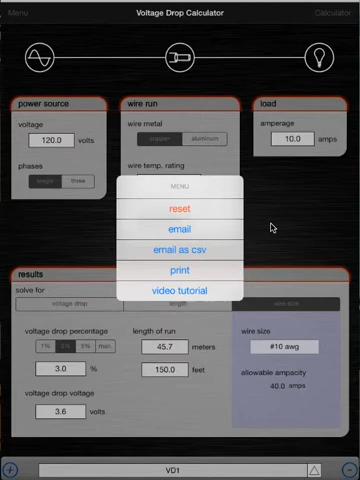 Menu
Voltage Drop Calculator
Calculator
power source
wire run
load
voltage
120.0 volts
phases
single three
wire metal
copper aluminum
wire temp. rating
amperage
10.0 amps
MENU
reset
email
email as csv
print
video tutorial
results
solve for
voltage drop length wire size
voltage drop percentage
1% 3% 5% man.
3.0 %
voltage drop voltage
3.6 volts
length of run
45.7 meters
150.0 feet
wire size
#10 awg
allowable ampacity
40.0 amps
VD1